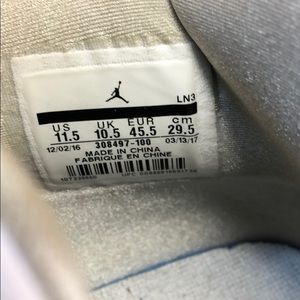 LN3
US UK EUR cm
11.5 10.5 45.5 29.5
12/02/16 308497-100 03/13/17
MADE IN CHINA
FABRIQUE EN CHINE
UPC